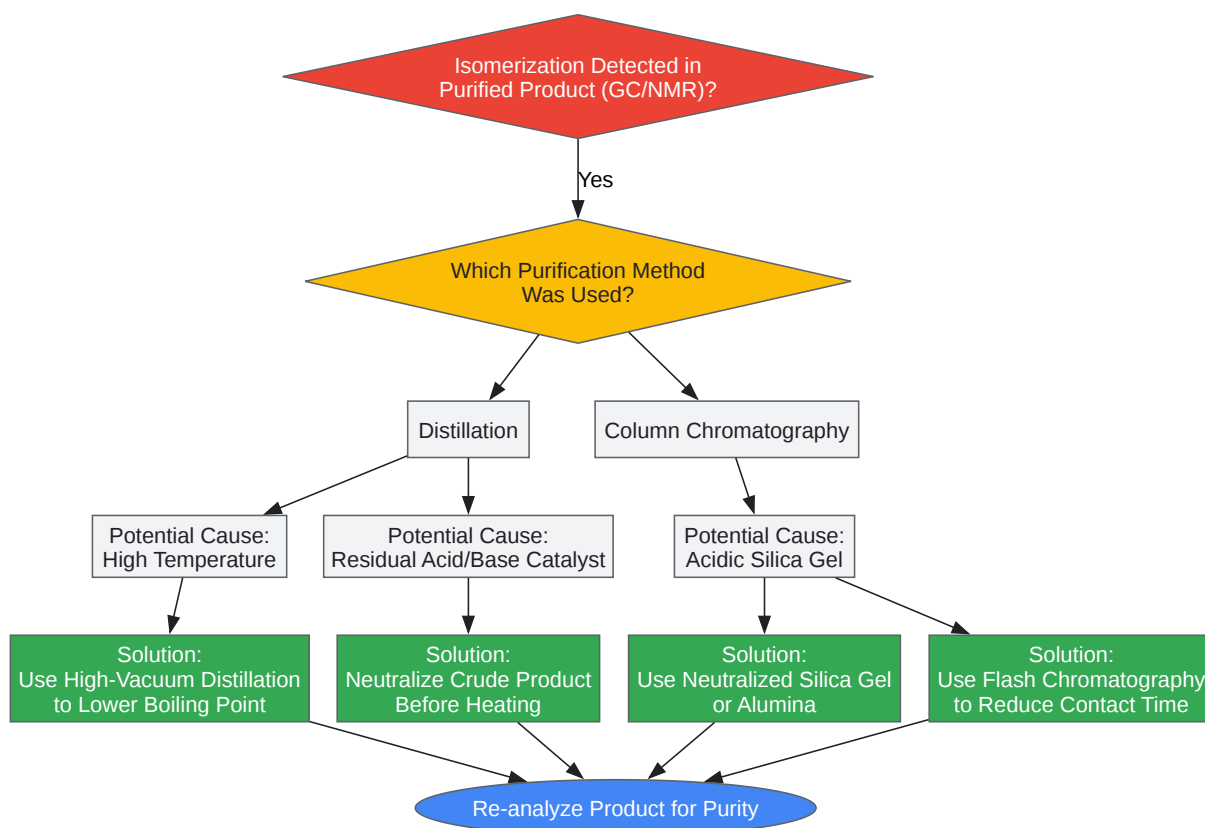 Isomerization Detected in
Purified Product (GC/NMR)?
Yes
Which Purification Method
Was Used?
Distillation
Column Chromatography
Potential Cause:
High Temperature
Potential Cause:
Residual Acid/Base Catalyst
Potential Cause:
Acidic Silica Gel
Solution:
Use High-Vacuum Distillation
to Lower Boiling Point
Solution:
Neutralize Crude Product
Before Heating
Solution:
Use Neutralized Silica Gel
or Alumina
Solution:
Use Flash Chromatography
to Reduce Contact Time
Re-analyze Product for Purity